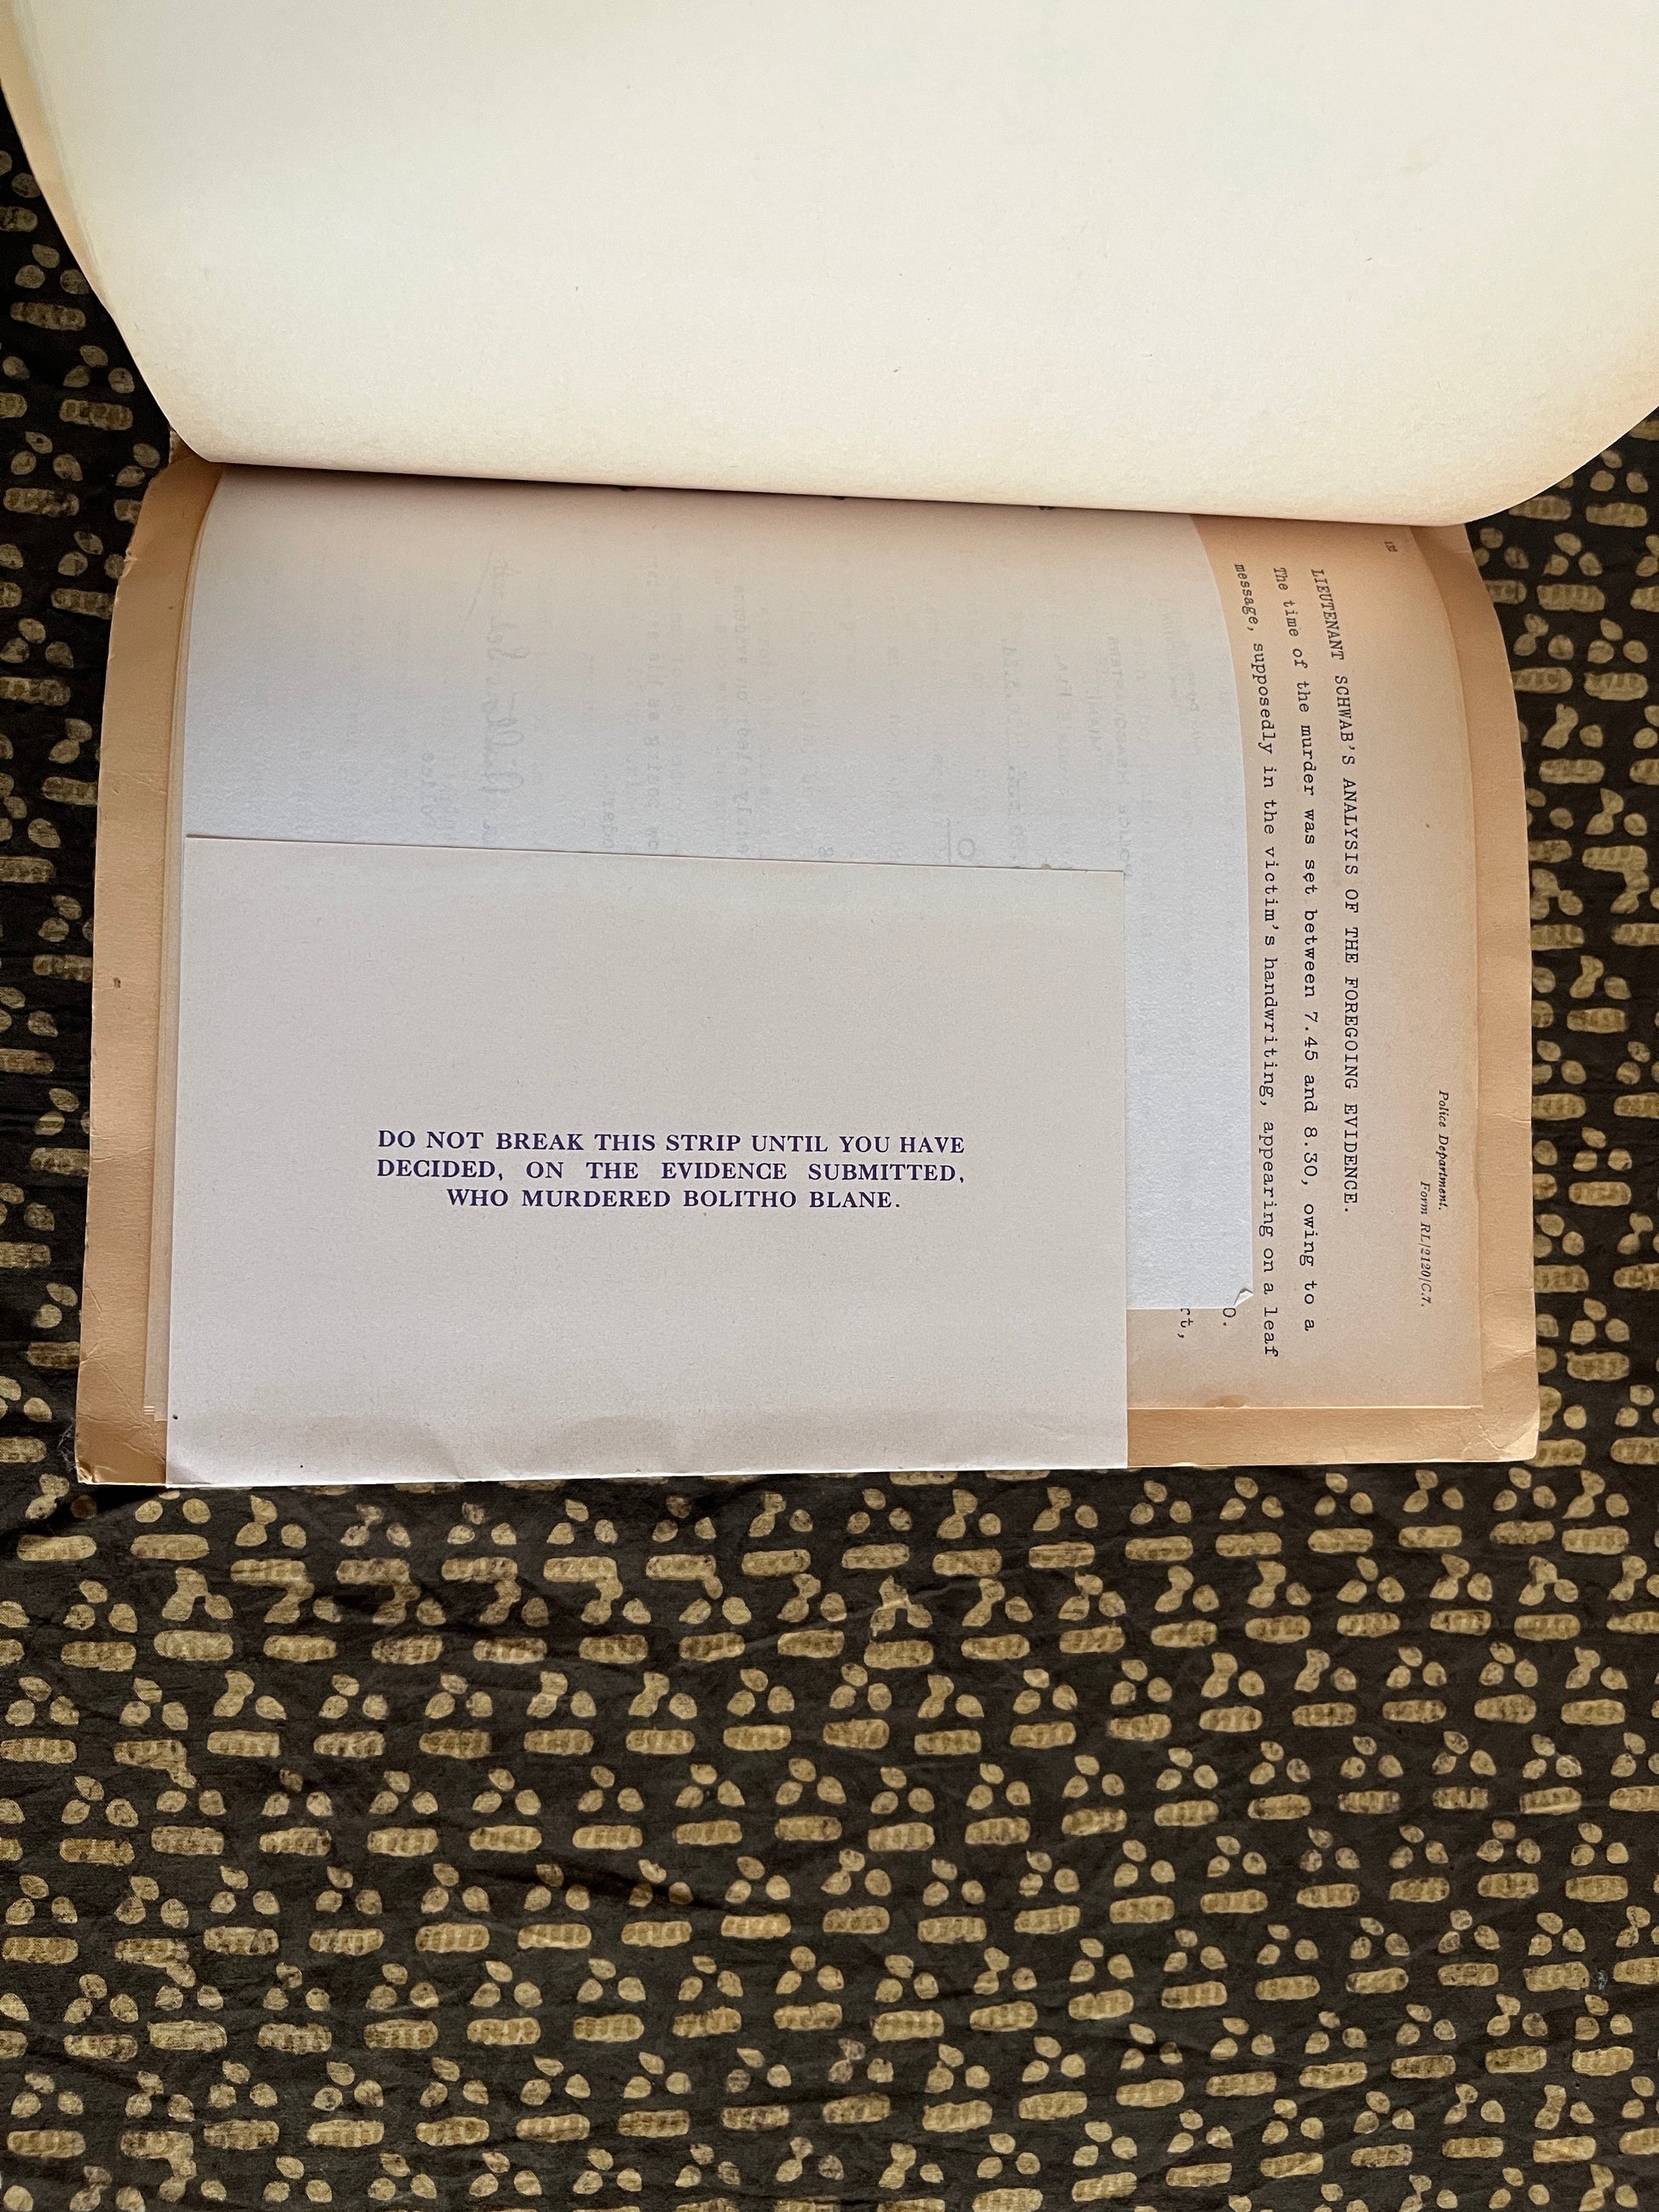 DO NOT BREAK THIS STRIP UNTIL YOU HAVE
DECIDED, ON THE EVIDENCE SUBMITTED,
WHO MURDERED BOLITHO BLANE.
Police Department.
Form RL/2120/C.7.
LIEUTENANT SCHWAB'S ANALYSIS OF THE FOREGOING EVIDENCE.
The time of the murder was set between 7.45 and 8.30, owing to a
message, supposedly in the victim's handwriting, appearing on a leaf